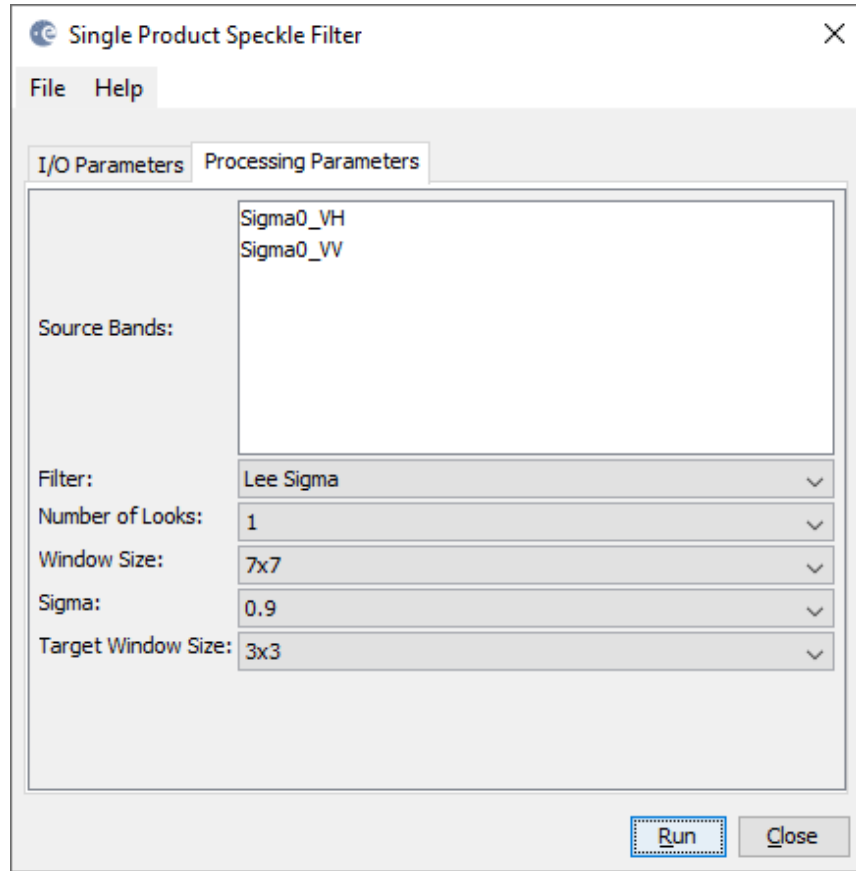 Single Product Speckle Filter
File Help
I/O Parameters Processing Parameters
Source Bands:
Sigma0_VH
Sigma0_VV
Filter: Lee Sigma
Number of Looks: 1
Window Size: 7x7
Sigma: 0.9
Target Window Size: 3x3
Run Close